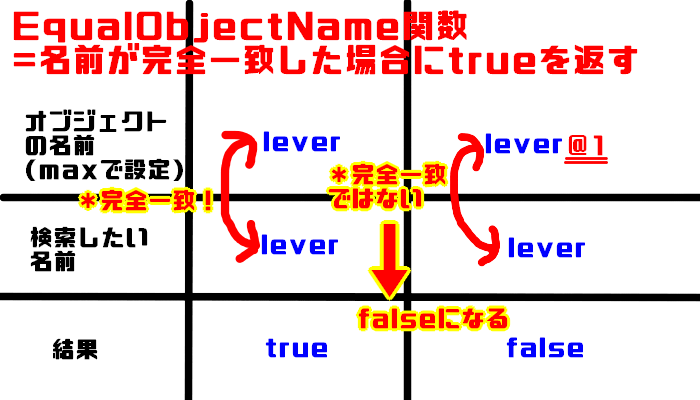 EqualObjectName関数
=名前が完全一致した場合にtrueを返す
オブジェクト
の名前
(maxで設定)
lever
lever@1
*完全一致!
*完全一致
ではない
検索したい
名前
lever
lever
falseになる
結果
true
false